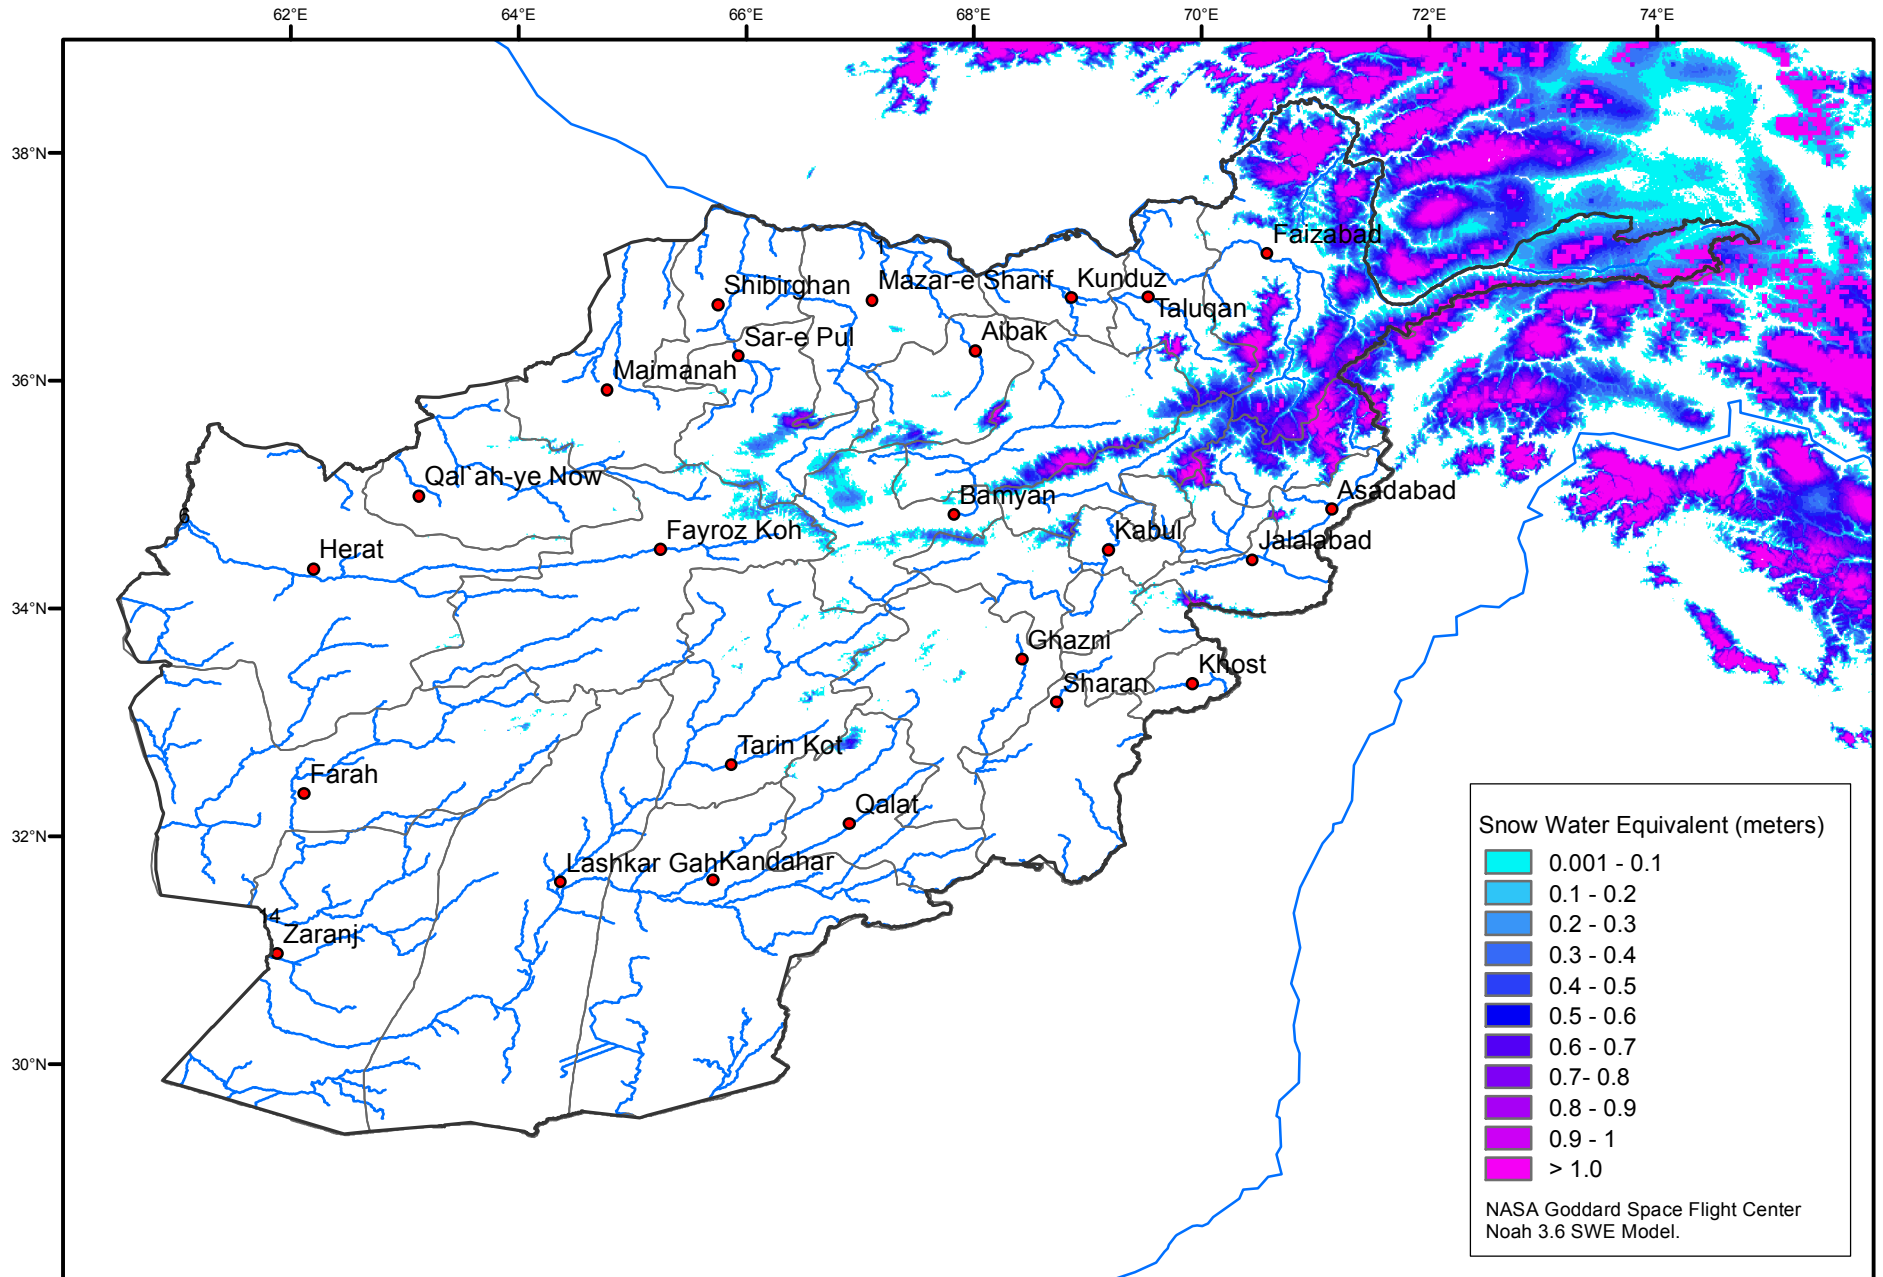 62°E 64°E 66°E 68°E 70°E 72°E 74°E
38°N
Faizabad
1
Shibirghan
Mazar-e Sharif
Kunduz
Taluqan
Sar-e Pul
Aibak
36°N
Maimanah
Qal`ah-ye Now
Bamyan
Asadabad
6
Fayroz Koh
Kabul
Jalalabad
Herat
34°N
Ghazni
Khost
Sharan
Tarin Kot
Farah
Qalat
32°N
Lashkar Gah
Kandahar
14
Zaranj
30°N
Snow Water Equivalent (meters)
0.001 - 0.1
0.1 - 0.2
0.2 - 0.3
0.3 - 0.4
0.4 - 0.5
0.5 - 0.6
0.6 - 0.7
0.7- 0.8
0.8 - 0.9
0.9 - 1
> 1.0
NASA Goddard Space Flight Center
Noah 3.6 SWE Model.